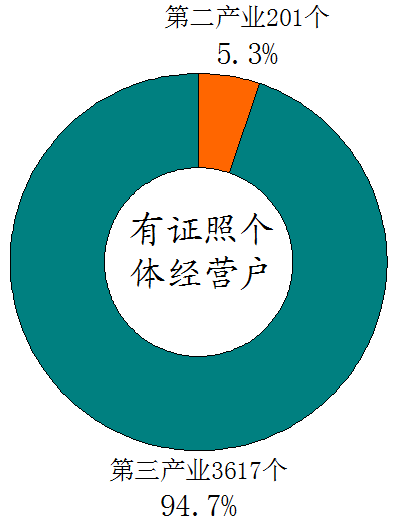 第二产业201个
5.3%
有证照个
体经营户
第三产业3617个
94.7%